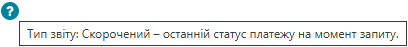 ?
Тип звіту: Скорочений – останній статус платежу на момент запиту.